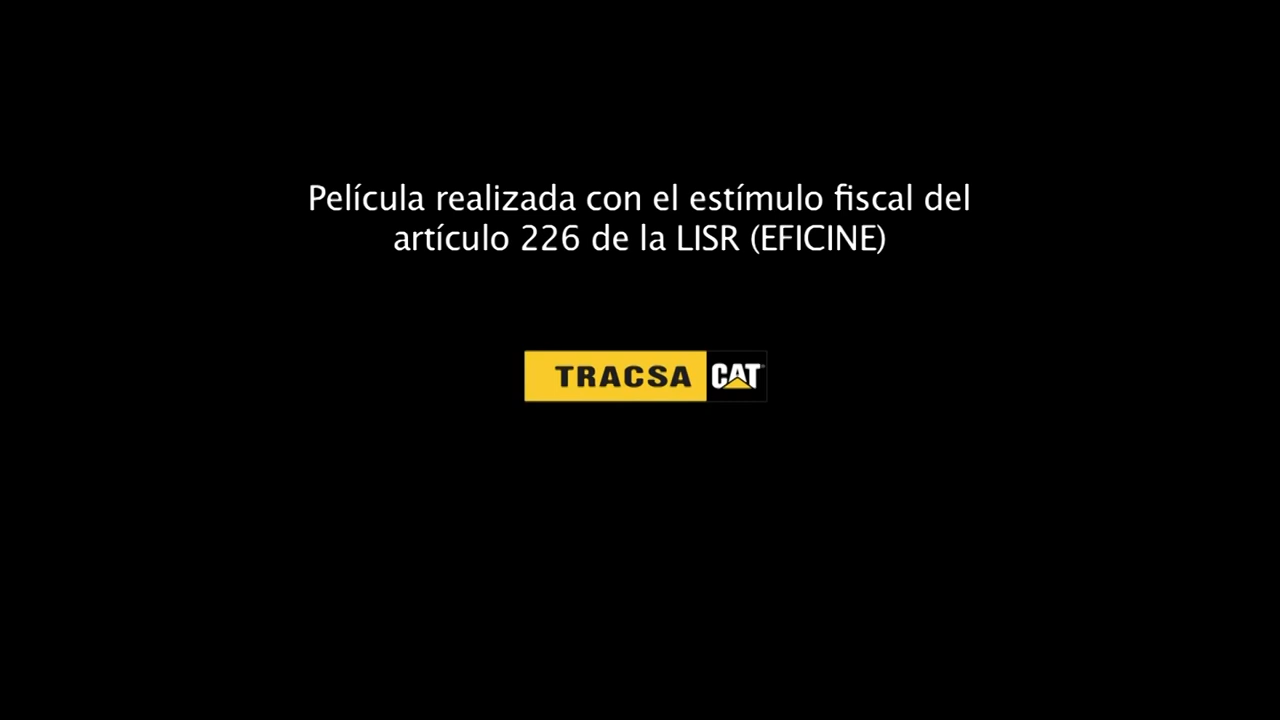 Película realizada con el estímulo fiscal del
artículo 226 de la LISR (EFICINE)
TRACSA CAT